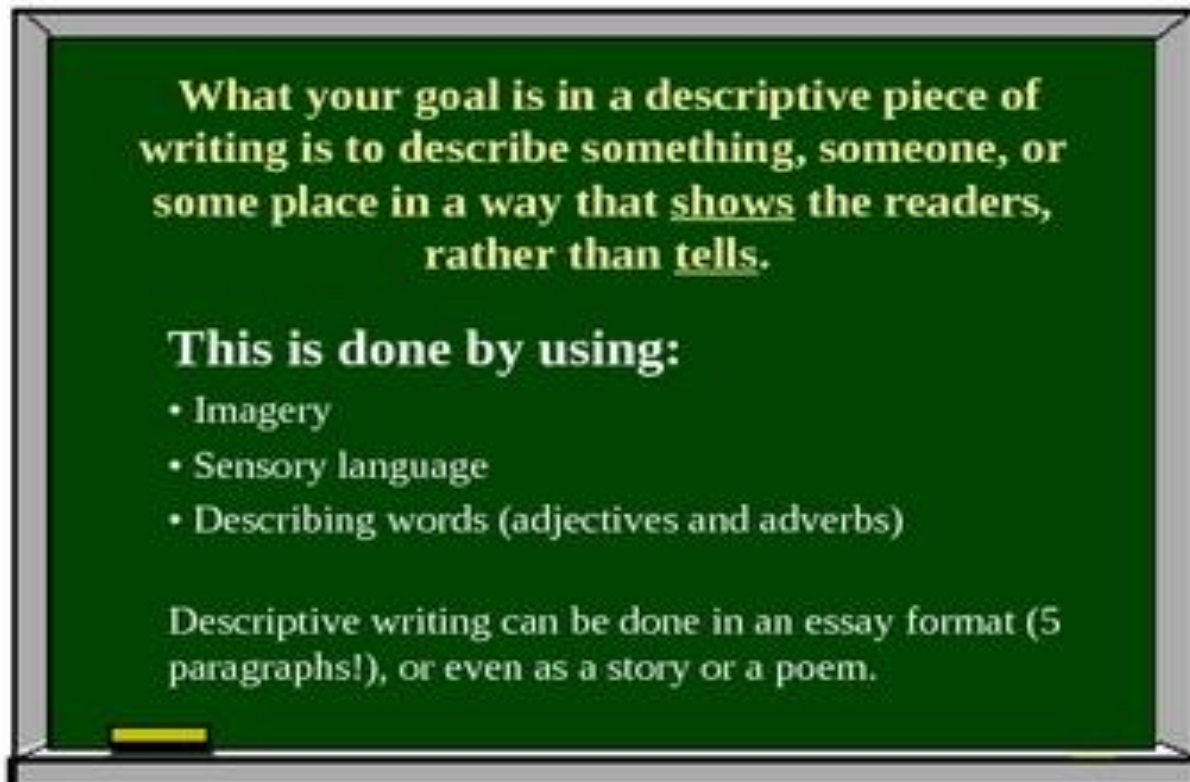 What your goal is in a descriptive piece of
writing is to describe something, someone, or
some place in a way that shows the readers,
rather than tells.
This is done by using:
• Imagery
• Sensory language
• Describing words (adjectives and adverbs)
Descriptive writing can be done in an essay format (5
paragraphs!), or even as a story or a poem.